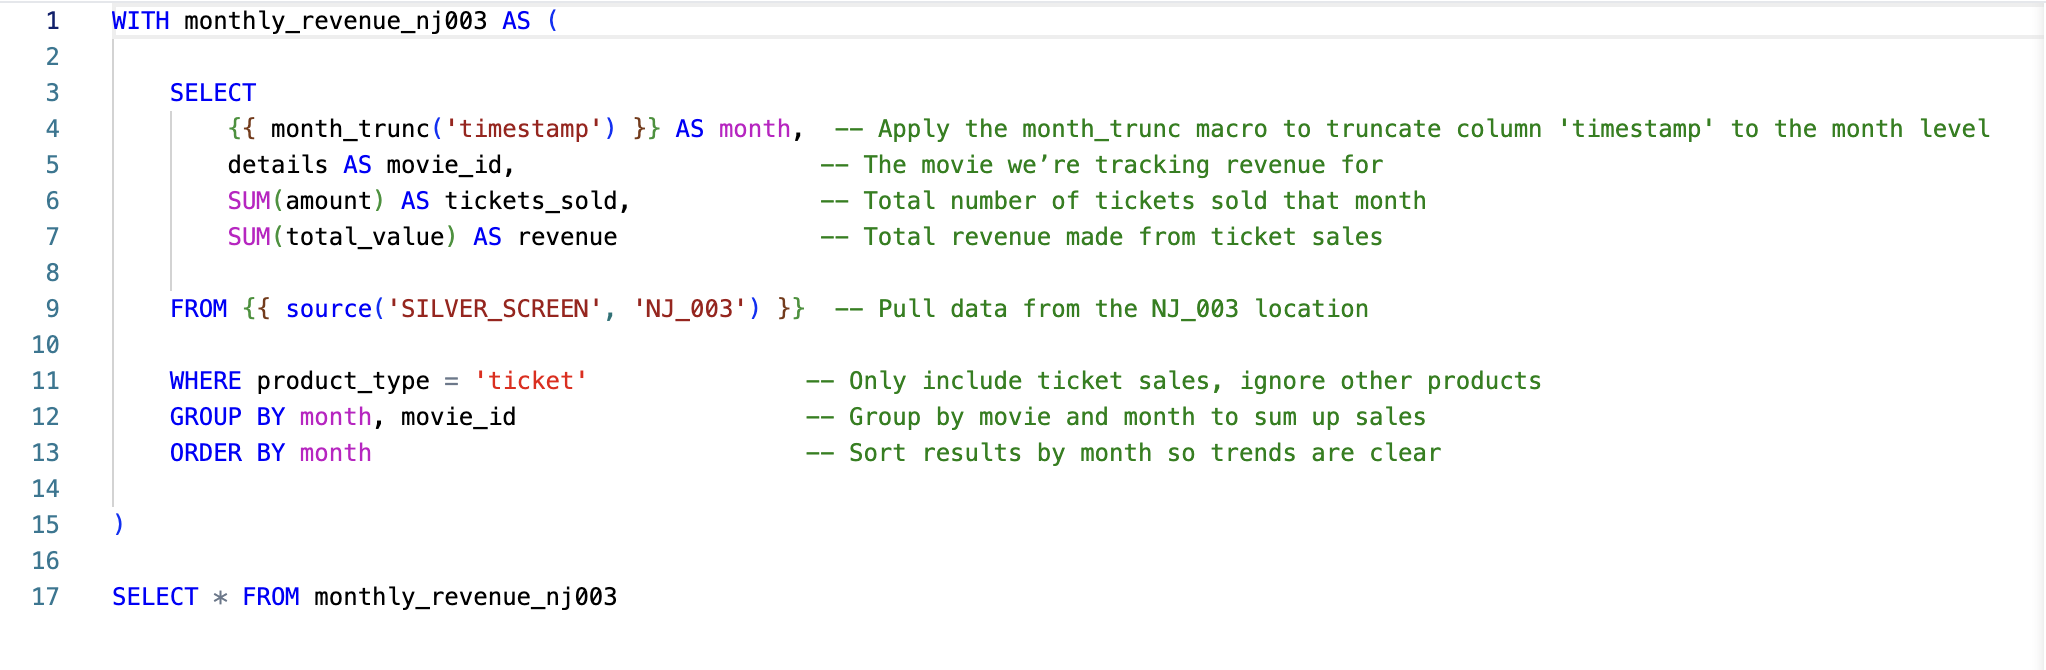 1 WITH monthly_revenue_nj003 AS (
2
3 SELECT
4 {{ month_trunc('timestamp') }} AS month, -- Apply the month_trunc macro to truncate column 'timestamp' to the month level
5 details AS movie_id, -- The movie we’re tracking revenue for
6 SUM(amount) AS tickets_sold, -- Total number of tickets sold that month
7 SUM(total_value) AS revenue -- Total revenue made from ticket sales
8
9 FROM {{ source('SILVER_SCREEN', 'NJ_003') }} -- Pull data from the NJ_003 location
10
11 WHERE product_type = 'ticket' -- Only include ticket sales, ignore other products
12 GROUP BY month, movie_id -- Group by movie and month to sum up sales
13 ORDER BY month -- Sort results by month so trends are clear
14
15 )
16
17 SELECT * FROM monthly_revenue_nj003